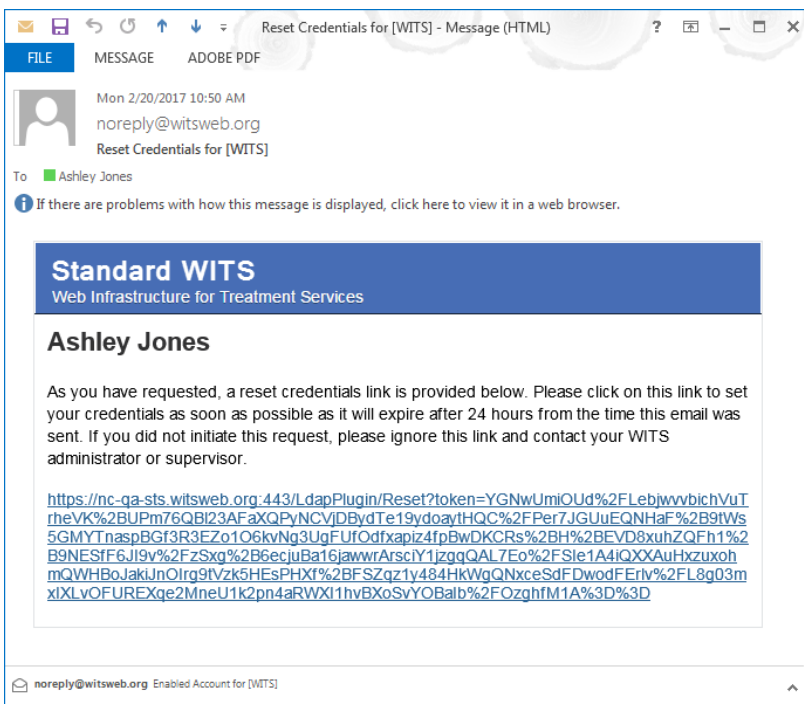 Reset Credentials for [WITS] - Message (HTML)
?
FILE
MESSAGE
ADOBE PDF
Mon 2/20/2017 10:50 AM
noreply@witsweb.org
Reset Credentials for [WITS]
To Ashley Jones
If there are problems with how this message is displayed, click here to view it in a web browser.
Standard WITS
Web Infrastructure for Treatment Services
Ashley Jones
As you have requested, a reset credentials link is provided below. Please click on this link to set
your credentials as soon as possible as it will expire after 24 hours from the time this email was
sent. If you did not initiate this request, please ignore this link and contact your WITS
administrator or supervisor.
https://nc-qa-sts.witsweb.org:443/LdapPlugin/Reset?token=YGNwUmiOUd%2FLebjwvvbichVuT
rheVK%2BUPm76QBl23AFaXQPyNCVjDBydTe19ydoaytHQC%2FPer7JGUuEQNHaF%2B9tWs
5GMYTnaspBGf3R3EZo1O6kvNg3UgFUfOdfxapiz4fpBwDKCRs%2BH%2BEVD8xuhZQFh1%2
B9NESfF6JI9v%2FzSxg%2B6ecjuBa16jawwrArsciY1jzgqQAL7Eo%2FSle1A4iQXXAuHxzuxoh
mQWHBoJakiJnOIrg9tVzk5HEsPHXf%2BFSZqz1y484HkWgQNxceSdFDwodFErlv%2FL8g03m
xIXLvOFUREXqe2MneU1k2pn4aRWXI1hvBXoSvYOBalb%2FOzghfM1A%3D%3D
noreply@witsweb.org Enabled Account for [WITS]